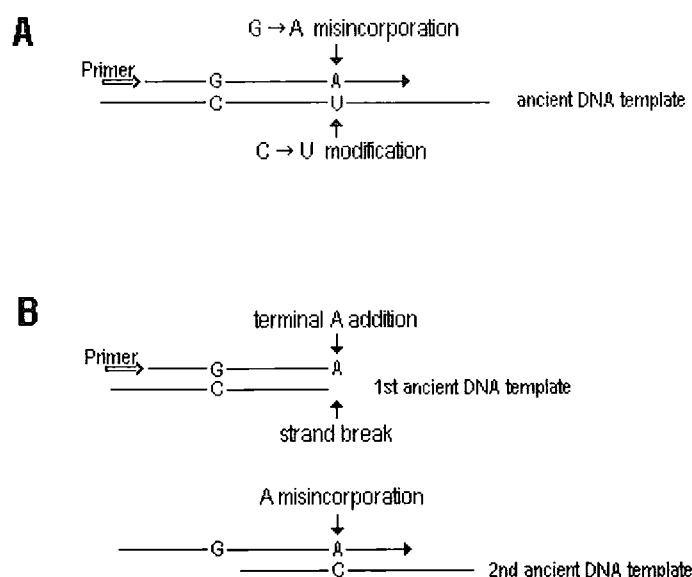 A
G → A misincorporation
Primer
G A
C U
ancient DNA template
C → U modification
B
terminal A addition
Primer
G A
C
1st ancient DNA template
strand break
A misincorporation
G A
C
2nd ancient DNA template